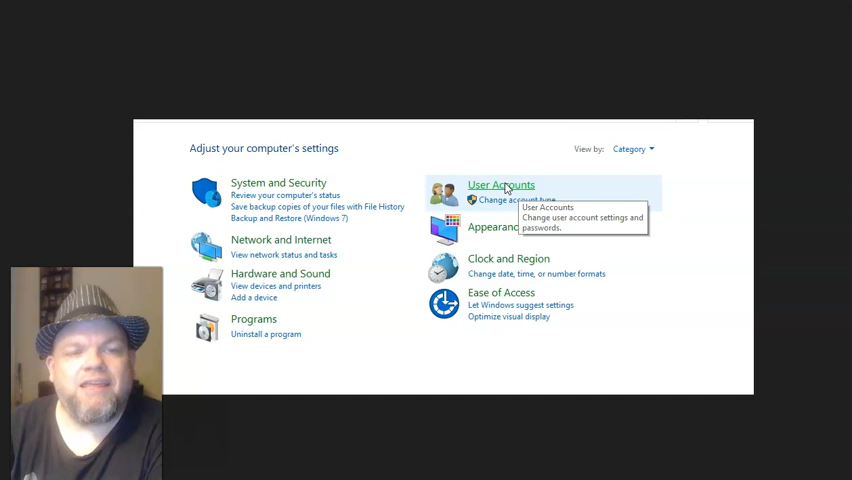 Adjust your computer's settings
View by: Category
System and Security
Review your computer's status
Save backup copies of your files with File History
Backup and Restore (Windows 7)
Network and Internet
View network status and tasks
Hardware and Sound
View devices and printers
Add a device
Programs
Uninstall a program
User Accounts
Change account type
User Accounts
Change user account settings and
passwords.
Clock and Region
Change date, time, or number formats
Ease of Access
Let Windows suggest settings
Optimize visual display